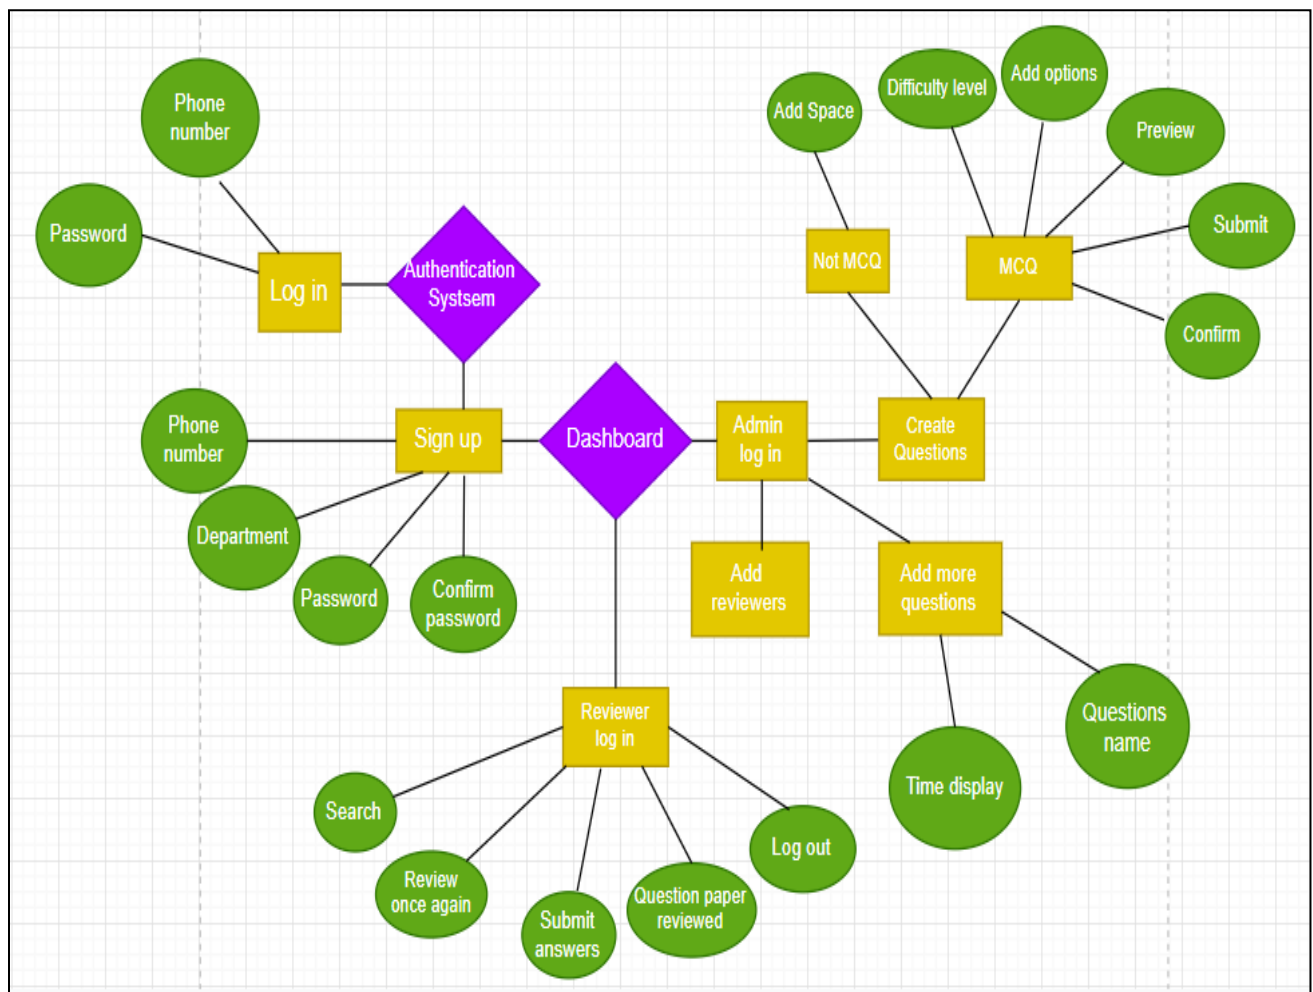 Phone
number
Password
Log in
Authentication
Systsem
Add Space
Difficulty level
Add options
Preview
Submit
Confirm
Not MCQ
MCQ
Phone
number
Sign up
Dashboard
Admin
log in
Create
Questions
Department
Password
Confirm
password
Add
reviewers
Add more
questions
Reviewer
log in
Questions
name
Time display
Search
Review
once again
Submit
answers
Question paper
reviewed
Log out